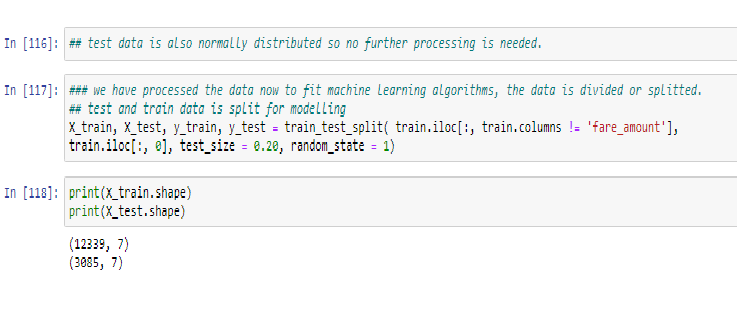 In [116]: ## test data is also normally distributed so no further processing is needed.
In [117]: ### we have processed the data now to fit machine learning algorithms, the data is divided or splitted.
## test and train data is split for modelling
X_train, X_test, y_train, y_test = train_test_split( train.iloc[:, train.columns != 'fare_amount'],
train.iloc[:, 0], test_size = 0.20, random_state = 1)
In [118]: print(X_train.shape)
print(X_test.shape)
(12339, 7)
(3085, 7)